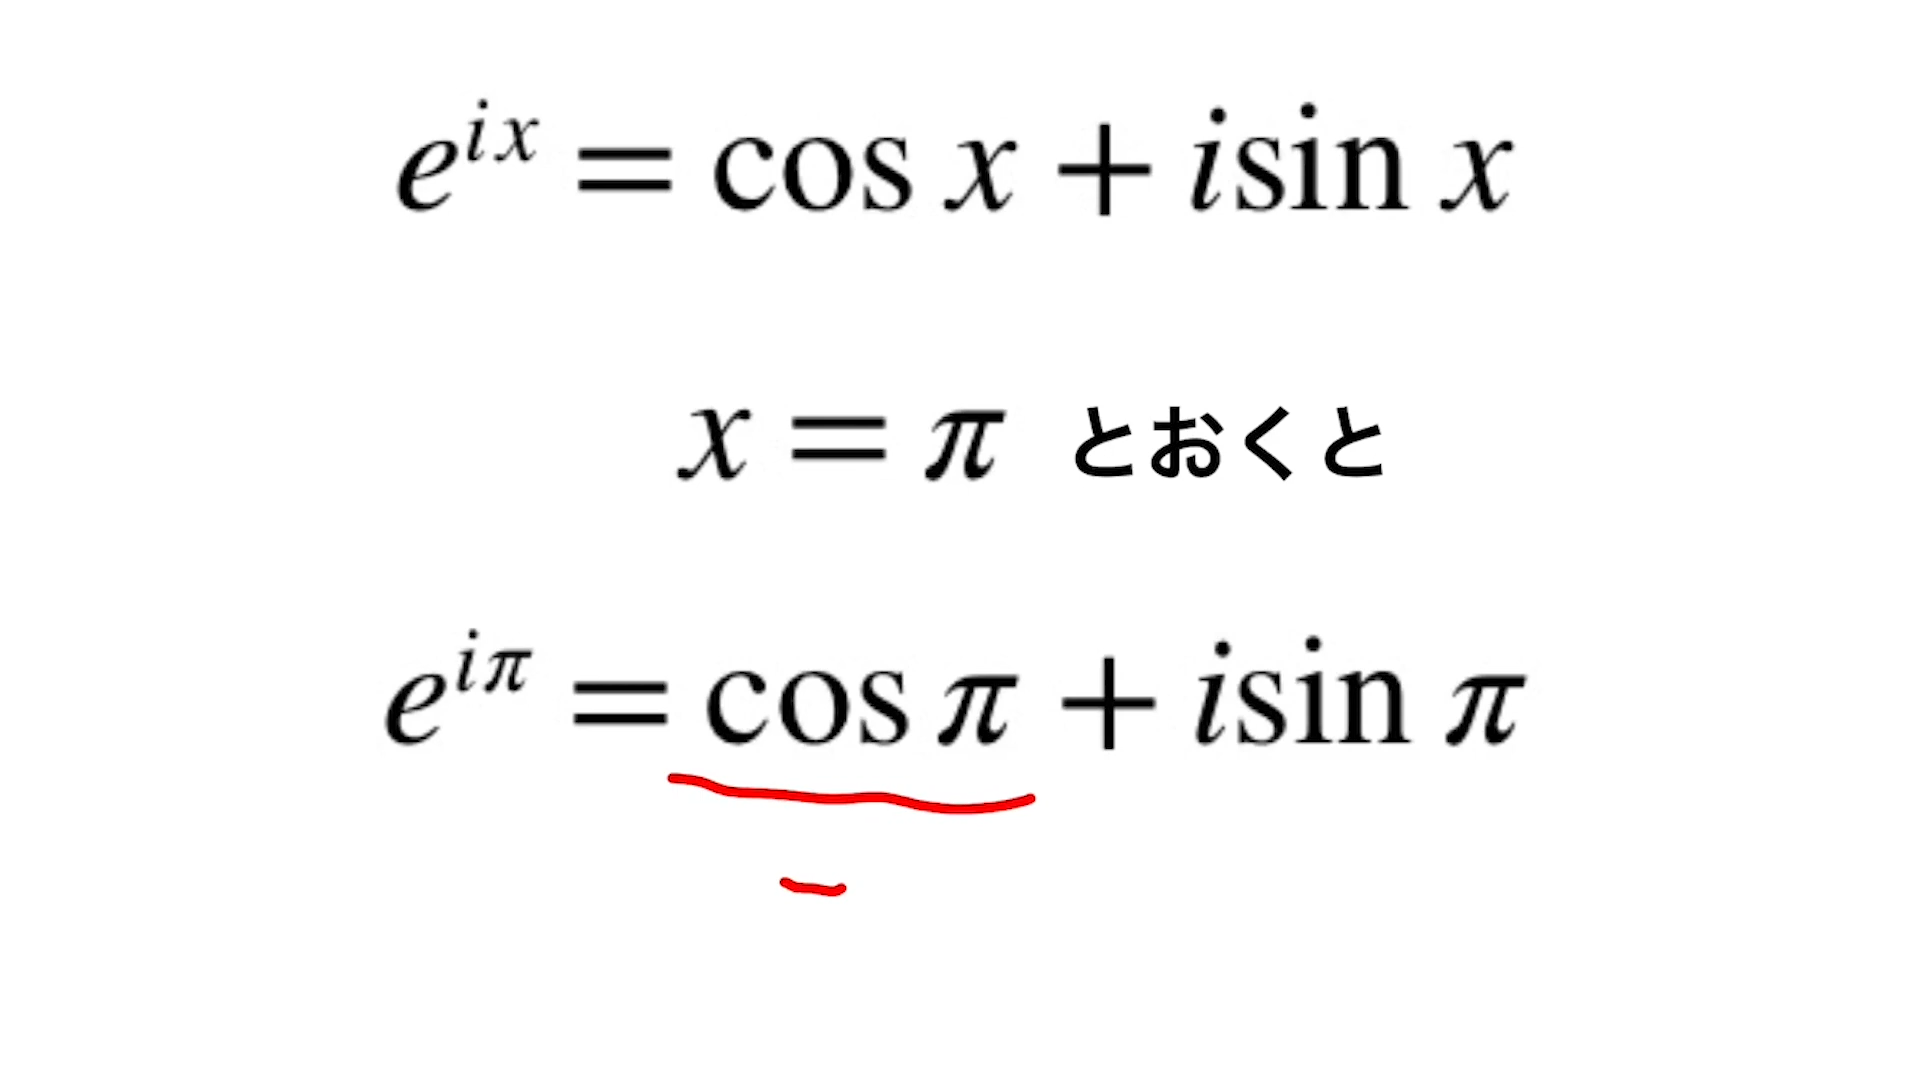 e^{ix} = cos x + i sin x
x = π とおくと
e^{iπ} = cos π + i sin π